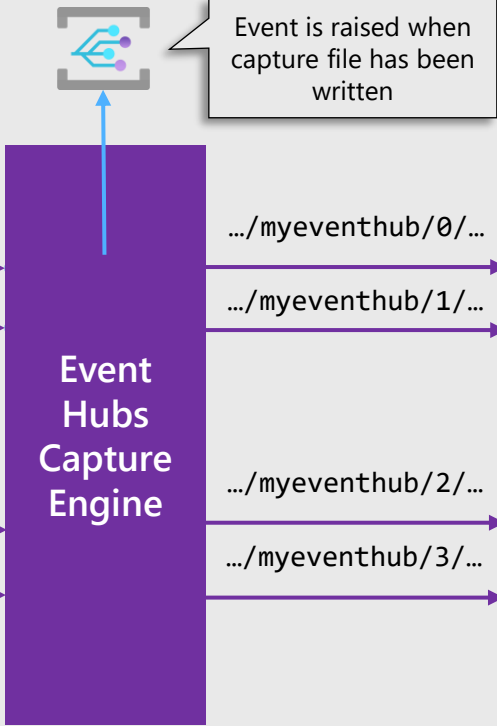 Event is raised when
capture file has been
written
…/myeventhub/0/…
…/myeventhub/1/…
Event
Hubs
Capture
Engine
…/myeventhub/2/…
…/myeventhub/3/…